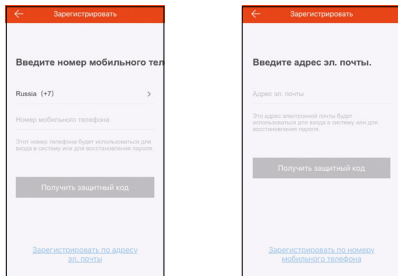 Зарегистрировать
Введите номер мобильного тел
Russia (+7)
Номер мобильного телефона
Этот номер телефона будет использоваться для
входа в систему или для восстановления пароля.
Получить защитный код
Зарегистрировать по адресу
эл. почты
Зарегистрировать
Введите адрес эл. почты.
Адрес эл. почты
Это адрес электронной почты будет
использоваться для входа в систему или для
восстановления пароля.
Получить защитный код
Зарегистрировать по номеру
мобильного телефона